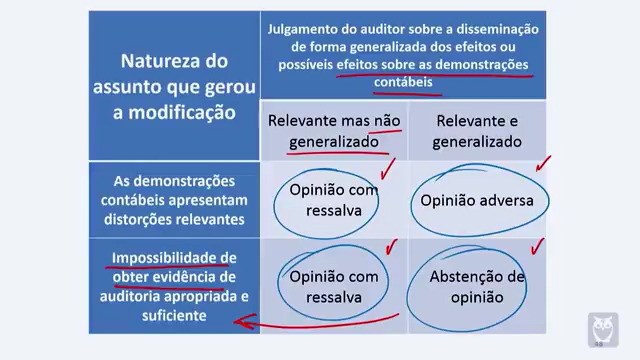 Natureza do
assunto que gerou
a modificação
Julgamento do auditor sobre a disseminação
de forma generalizada dos efeitos ou
possíveis efeitos sobre as demonstrações
contábeis
Relevante mas não
generalizado
Relevante e
generalizado
As demonstrações
contábeis apresentam
distorções relevantes
Opinião com
ressalva
Opinião adversa
Impossibilidade de
obter evidência de
auditoria apropriada e
suficiente
Opinião com
ressalva
Abstenção de
opinião